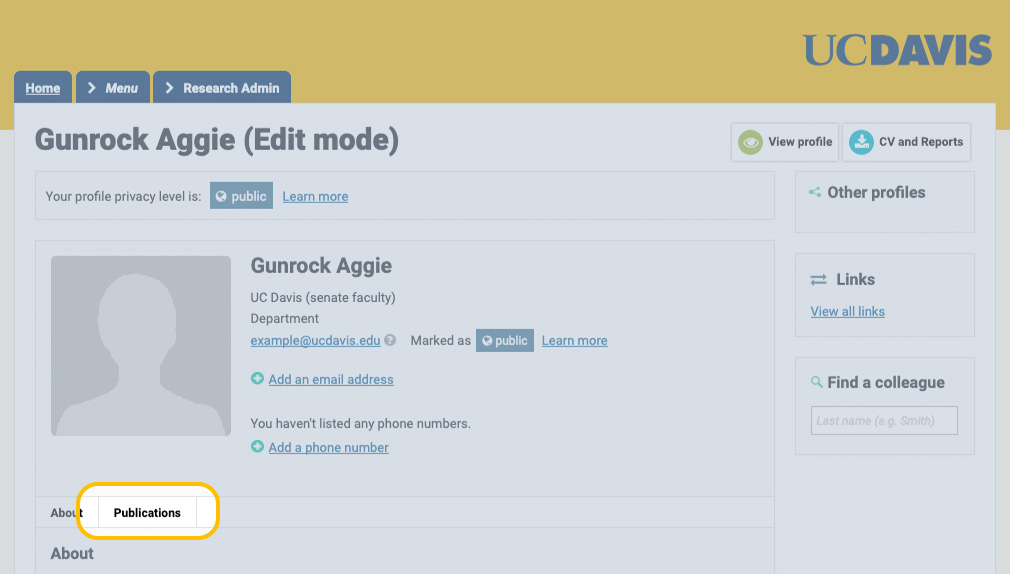 UCDAVIS
Home
Menu
Research Admin
Gunrock Aggie (Edit mode)
View profile
CV and Reports
Your profile privacy level is: public Learn more
Other profiles
Gunrock Aggie
UC Davis (senate faculty)
Department
example@ucdavis.edu ? Marked as public Learn more
Add an email address
You haven't listed any phone numbers.
Add a phone number
Links
View all links
Find a colleague
Last name (e.g. Smith)
About
Publications
About